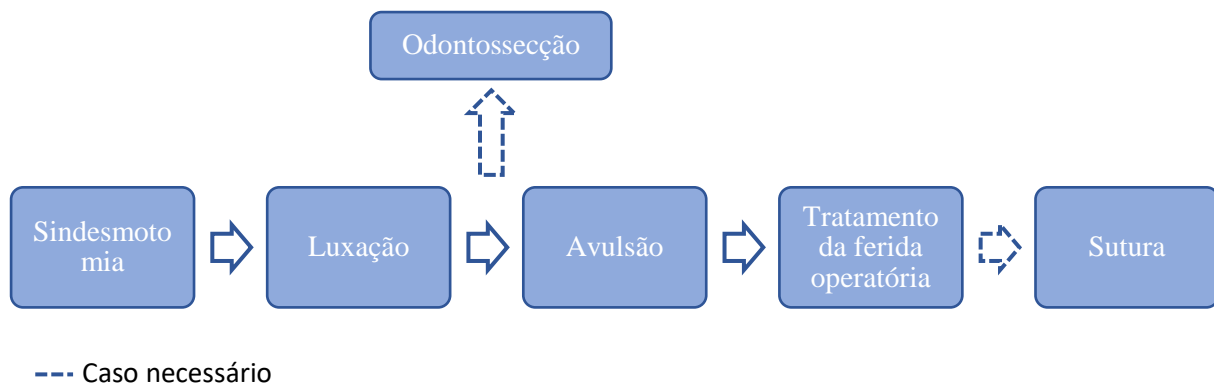 Odontossecção
Sindesmoto
mia
Luxação
Avulsão
Tratamento
da ferida
operatória
Sutura
Caso necessário